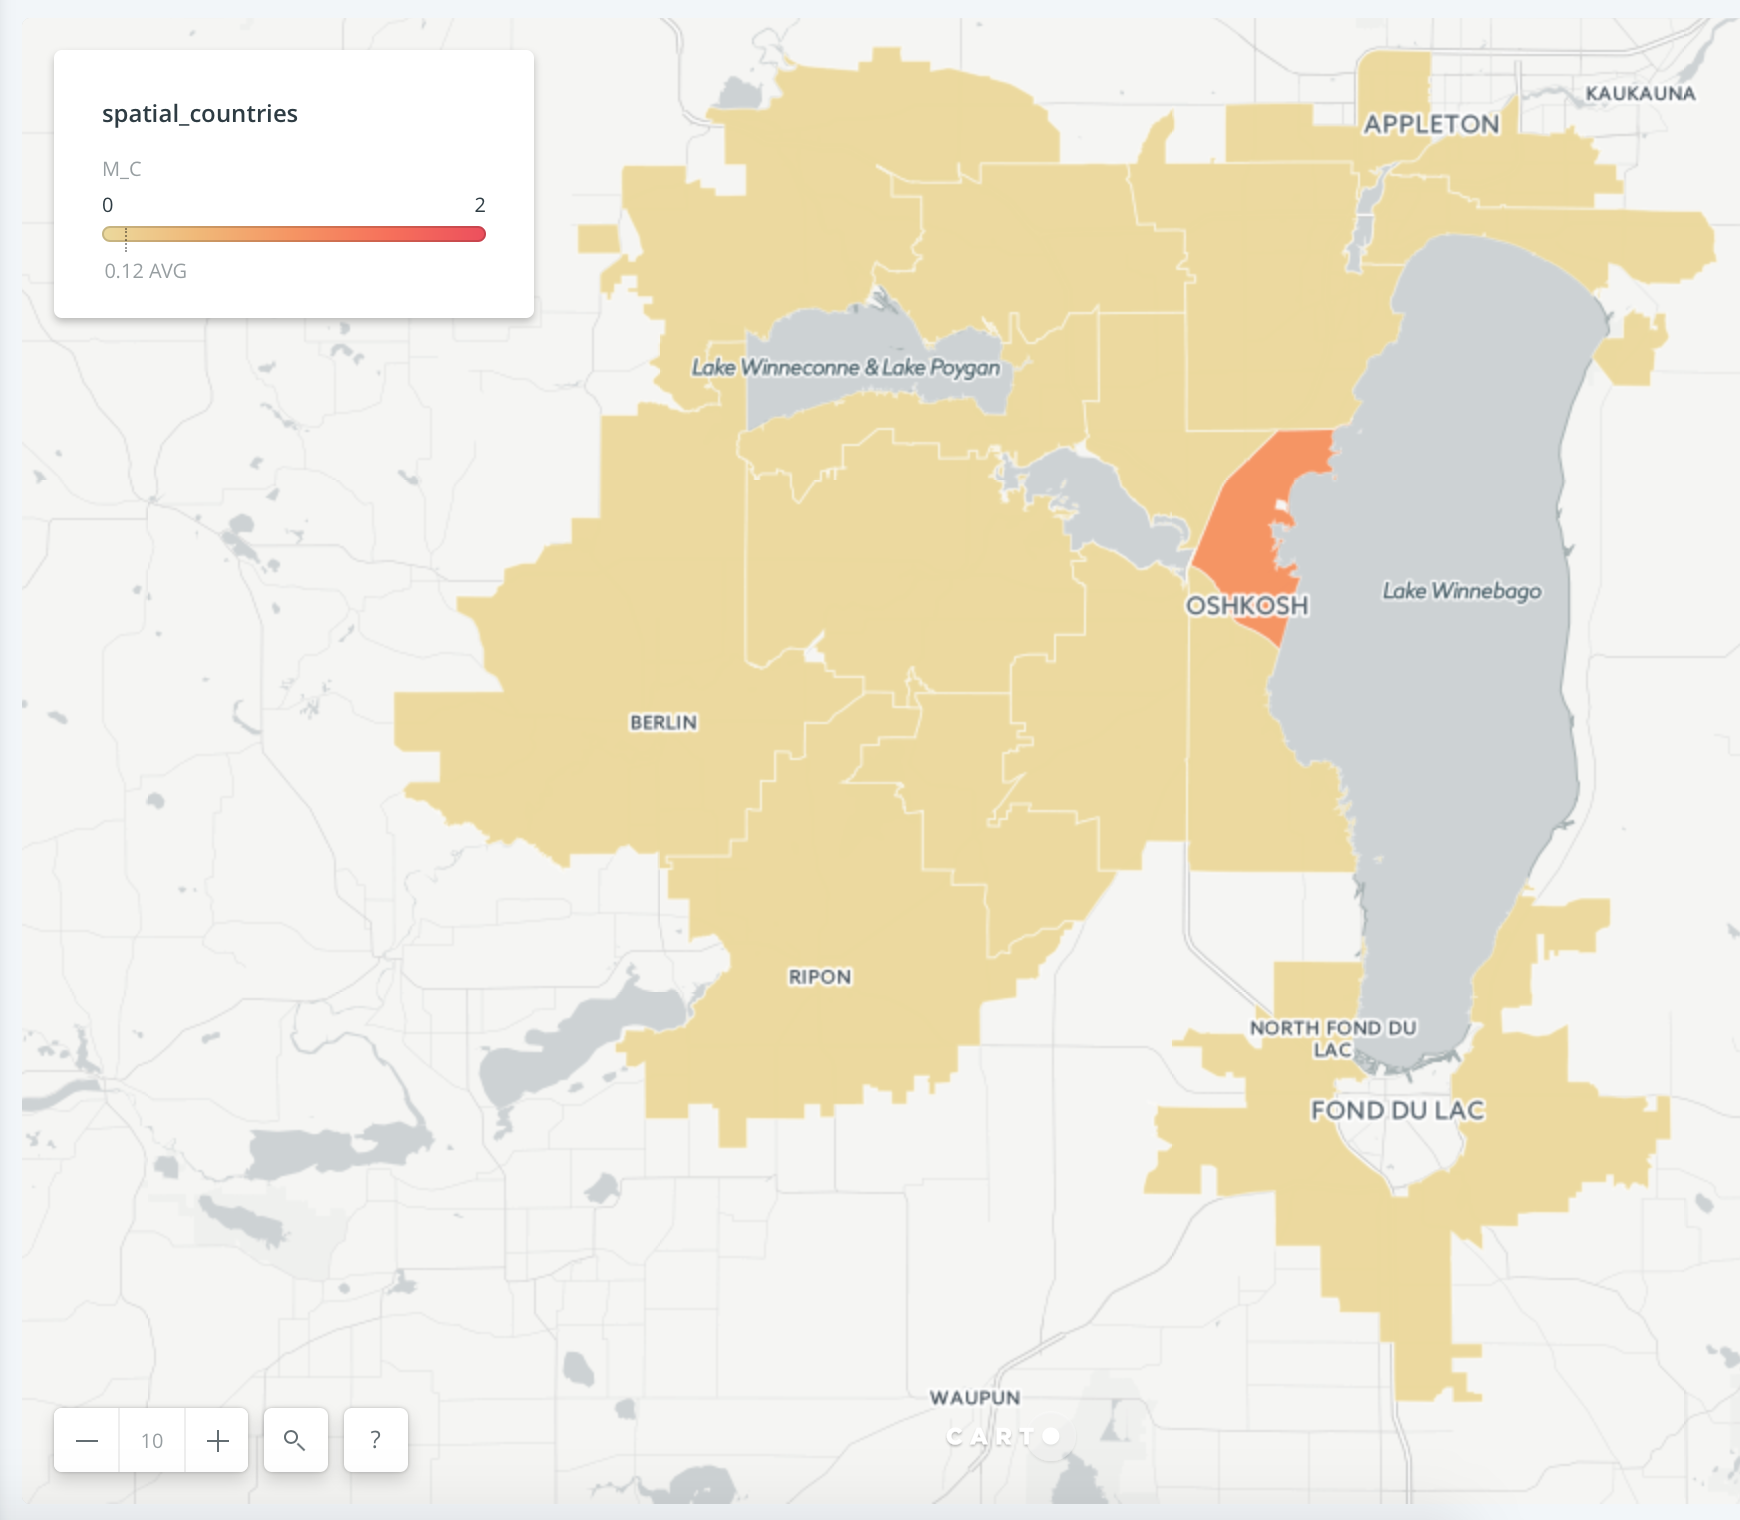 spatial_countries
M_C
0 2
0.12 AVG
KAUKAUNA
APPLETON
Lake Winneconne & Lake Poygan
Lake Winnebago
OSHKOSH
BERLIN
RIPON
NORTH FOND DU
LAC
FOND DU LAC
WAUPUN
CARTO
10
?